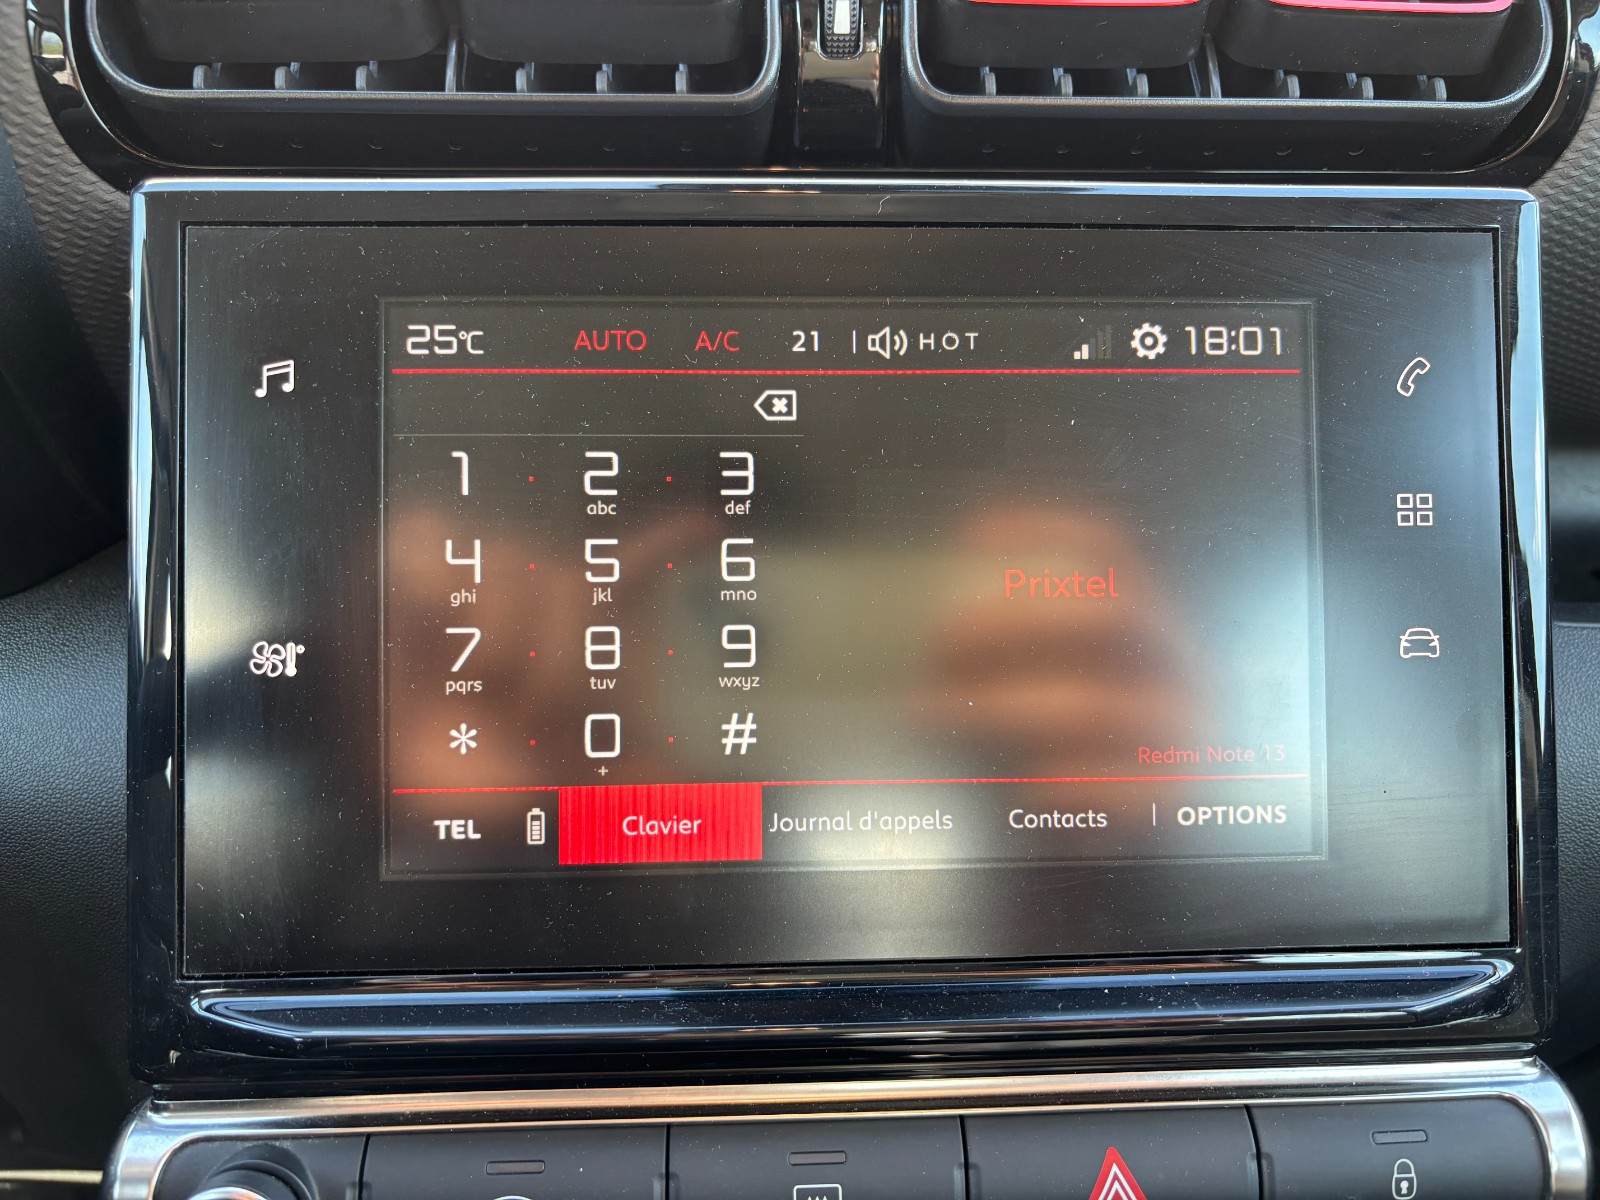 25°C AUTO A/C 21 HOT 18:01
1 2 3
abc def
4 5 6
ghi jkl mno
Prixtel
7 8 9
pqrs tuv wxyz
* 0 #
+
Redmi Note 13
TEL Clavier Journal d'appels Contacts OPTIONS